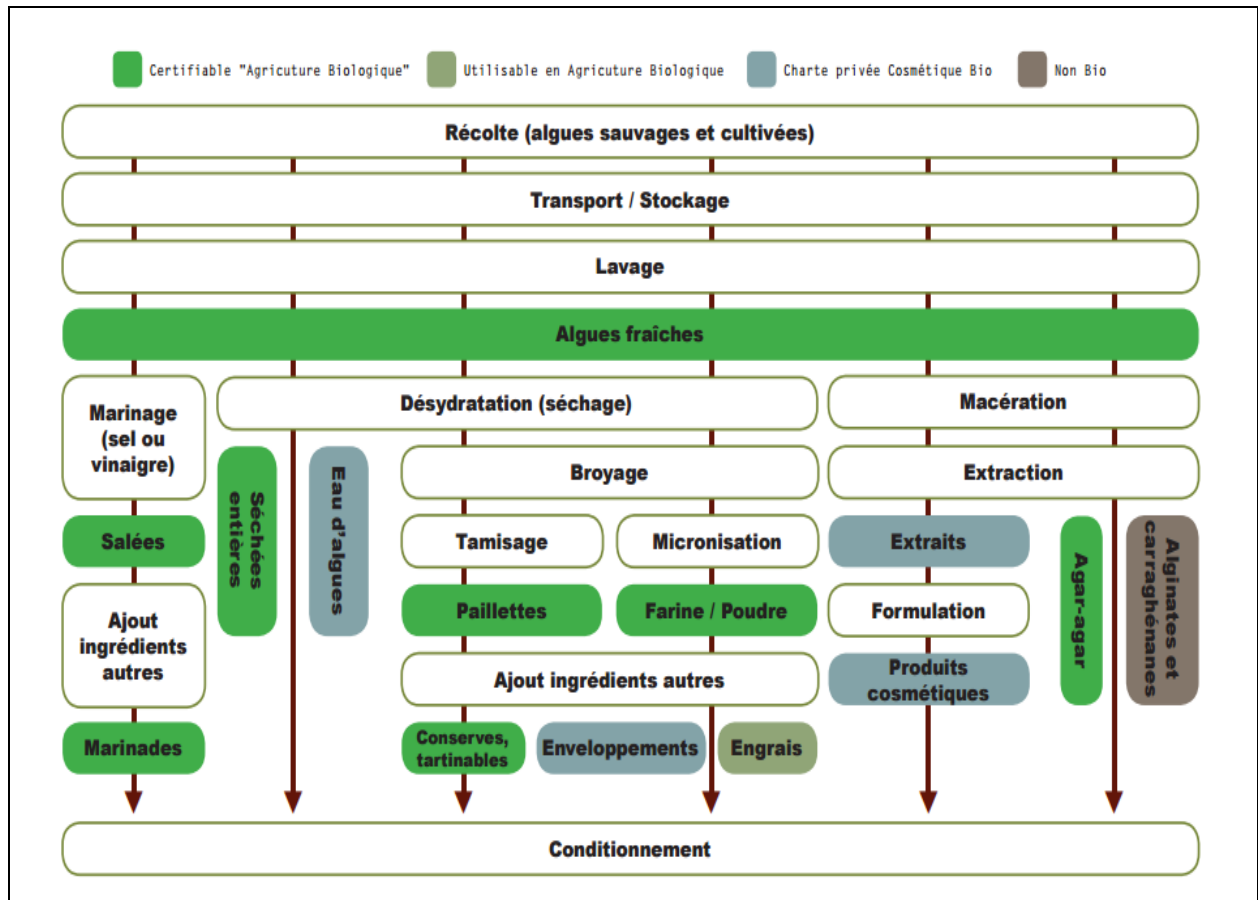 Certifiable "Agricuture Biologique"
Utilisable en Agricuture Biologique
Charte privée Cosmétique Bio
Non Bio
Récolte (algues sauvages et cultivées)
Transport / Stockage
Lavage
Algues fraîches
Marinage
(sel ou
vinaigre)
Désydratation (séchage)
Macération
Séchées
entières
Eau d'algues
Broyage
Extraction
Salées
Tamisage
Micronisation
Extraits
Agar-agar
Alginates et
carraghénanes
Ajout
ingrédients
autres
Paillettes
Farine / Poudre
Formulation
Ajout ingrédients autres
Produits
cosmétiques
Marinades
Conserves,
tartinables
Enveloppements
Engrais
Conditionnement